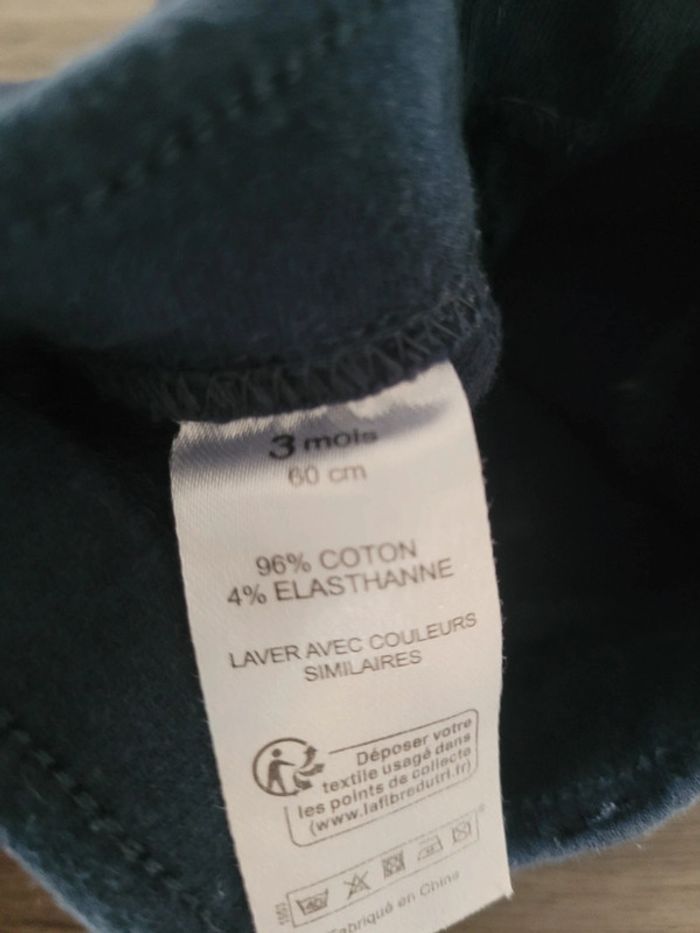 3 mois
60 cm
96% COTON
4% ELASTHANNE
LAVER AVEC COULEURS
SIMILAIRES
Déposer votre
textile usagé dans
les points de collecte
(www.lafibredutri.fr)
40
Fabriqué en Chine